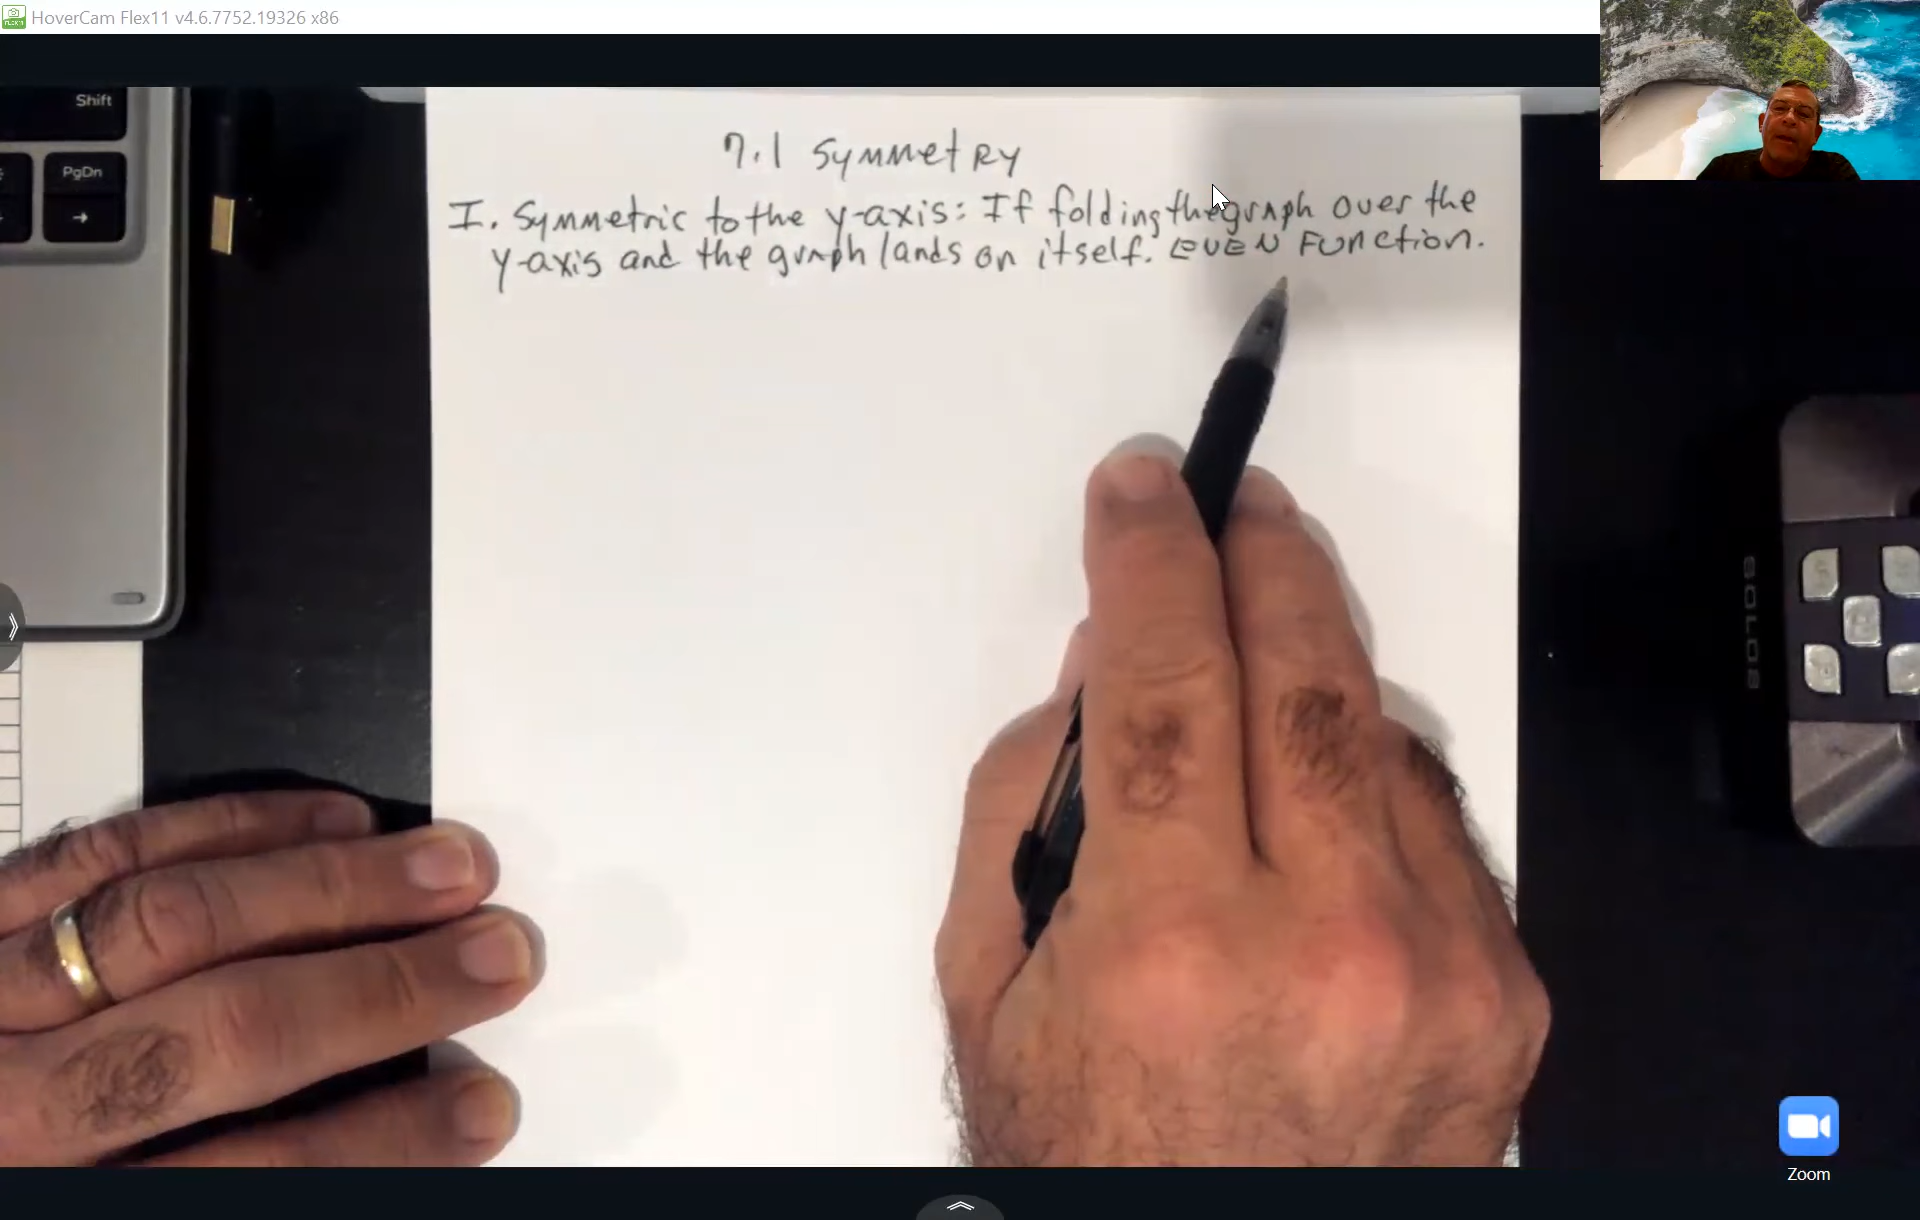 HoverCam Flex11 v4.6.7752.19326 x86
Shift
PgDn
7.1 Symmetry
I. Symmetric to the y-axis: If folding the graph over the
y-axis and the graph lands on itself. EVEN FUNCTION.
Zoom